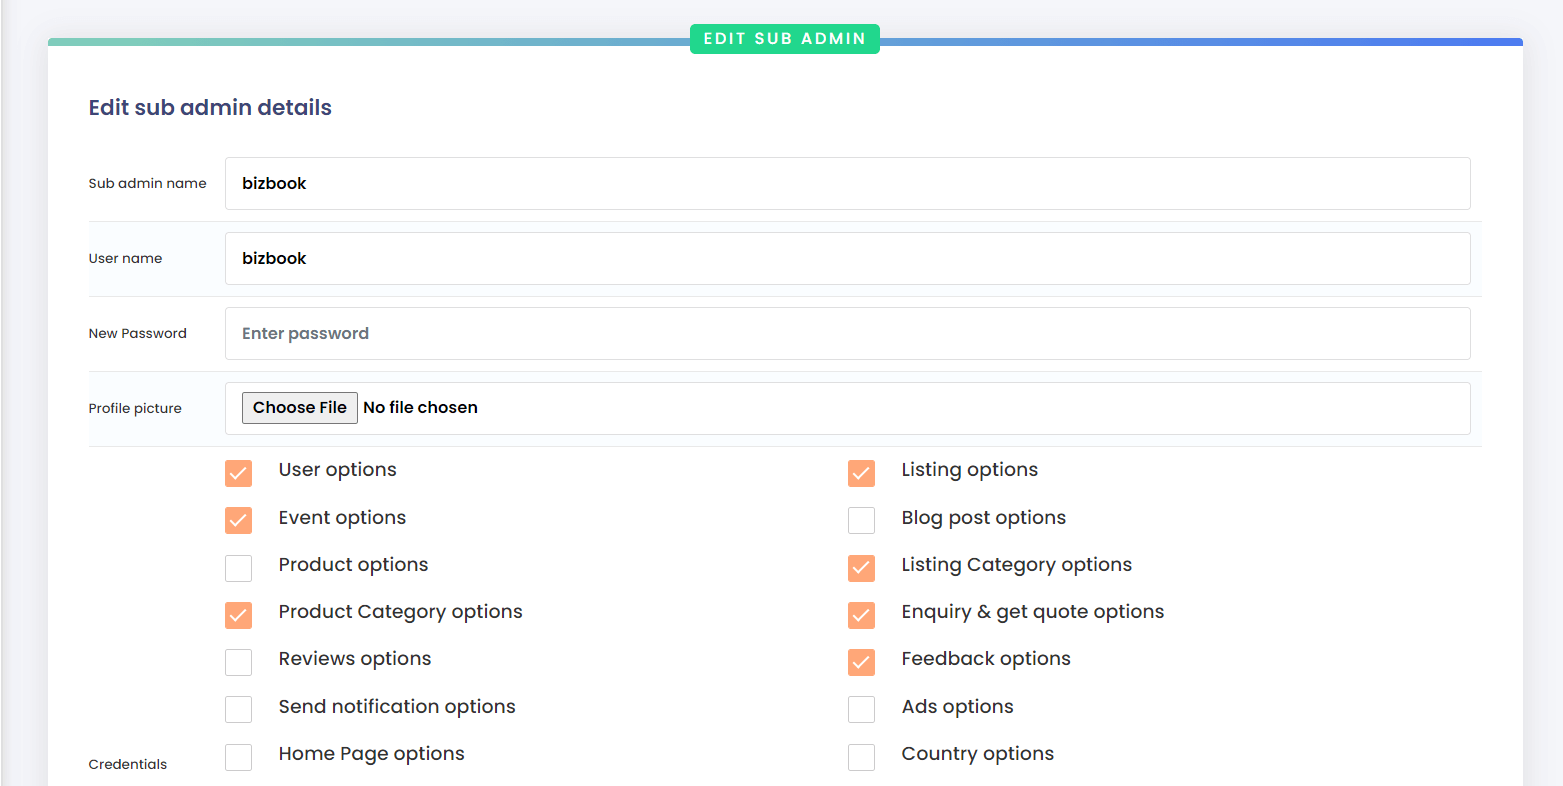 EDIT SUB ADMIN
Edit sub admin details
Sub admin name bizbook
User name bizbook
New Password Enter password
Profile picture Choose File No file chosen
User options Listing options
Event options Blog post options
Product options Listing Category options
Product Category options Enquiry & get quote options
Reviews options Feedback options
Send notification options Ads options
Home Page options Country options
Credentials